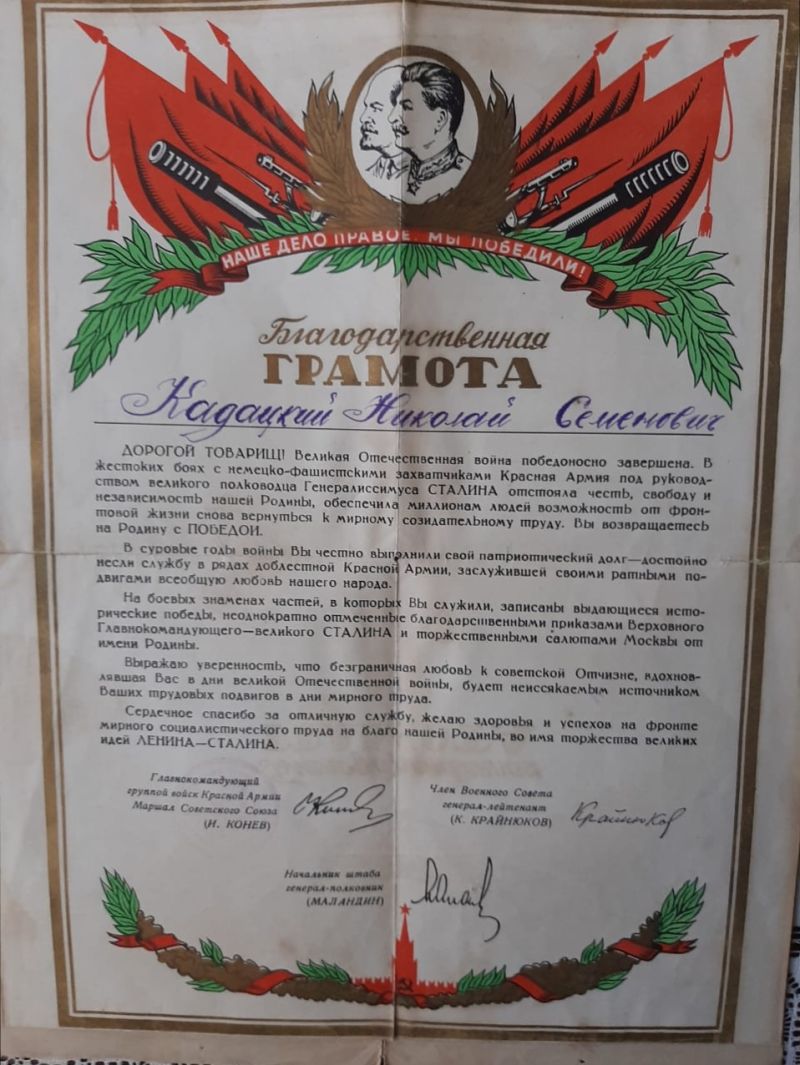 НАШЕ ДЕЛО ПРАВОЕ. МЫ ПОБЕДИЛИ!
Благодарственная
ГРАМОТА
Кадацкий Николай Семенович
ДОРОГОЙ ТОВАРИЩ! Великая Отечественная война победоносно завершена. В
жестоких боях с немецко-фашистскими захватчиками Красная Армия под руковод-
ством великого полководца Генералиссимуса СТАЛИНА отстояла честь, свободу и
независимость нашей Родины, обеспечила миллионам людей возможность от фрон-
товой жизни снова вернуться к мирному созидательному труду. Вы возвращаетесь
на Родину с ПОБЕДОЙ.
В суровые годы войны Вы честно выполнили свой патриотический долг—достойно
несли службу в рядах доблестной Красной Армии, заслужившей своими ратными по-
двигами всеобщую любовь нашего народа.
На боевых знаменах частей, в которых Вы служили, записаны выдающиеся исто-
рические победы, неоднократно отмеченные благодарственными приказами Верховного
Главнокомандующего—великого СТАЛИНА и торжественными салютами Москвы от
имени Родины.
Выражаю уверенность, что безграничная любовь к советской Отчизне, вдохнов-
лявшая Вас в дни великой Отечественной войны, будет неиссякаемым источником
Ваших трудовых подвигов в дни мирного труда.
Сердечное спасибо за отличную службу, желаю здоровья и успехов на фронте
мирного социалистического труда на благо нашей Родины, во имя торжества великих
идей ЛЕНИНА—СТАЛИНА.
Главнокомандующий
группой войск Красной Армии
Маршал Советского Союза
(И. КОНЕВ)
Член Военного Совета
генерал-лейтенант
(К. КРАЙНЮКОВ)
Крайнюков
Начальник штаба
генерал-полковник
(МАЛАНДИН)